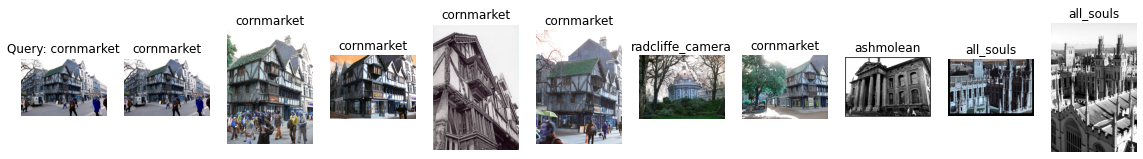 Query: cornmarket
cornmarket
cornmarket
cornmarket
cornmarket
cornmarket
radcliffe_camera
cornmarket
ashmolean
all_souls
all_souls